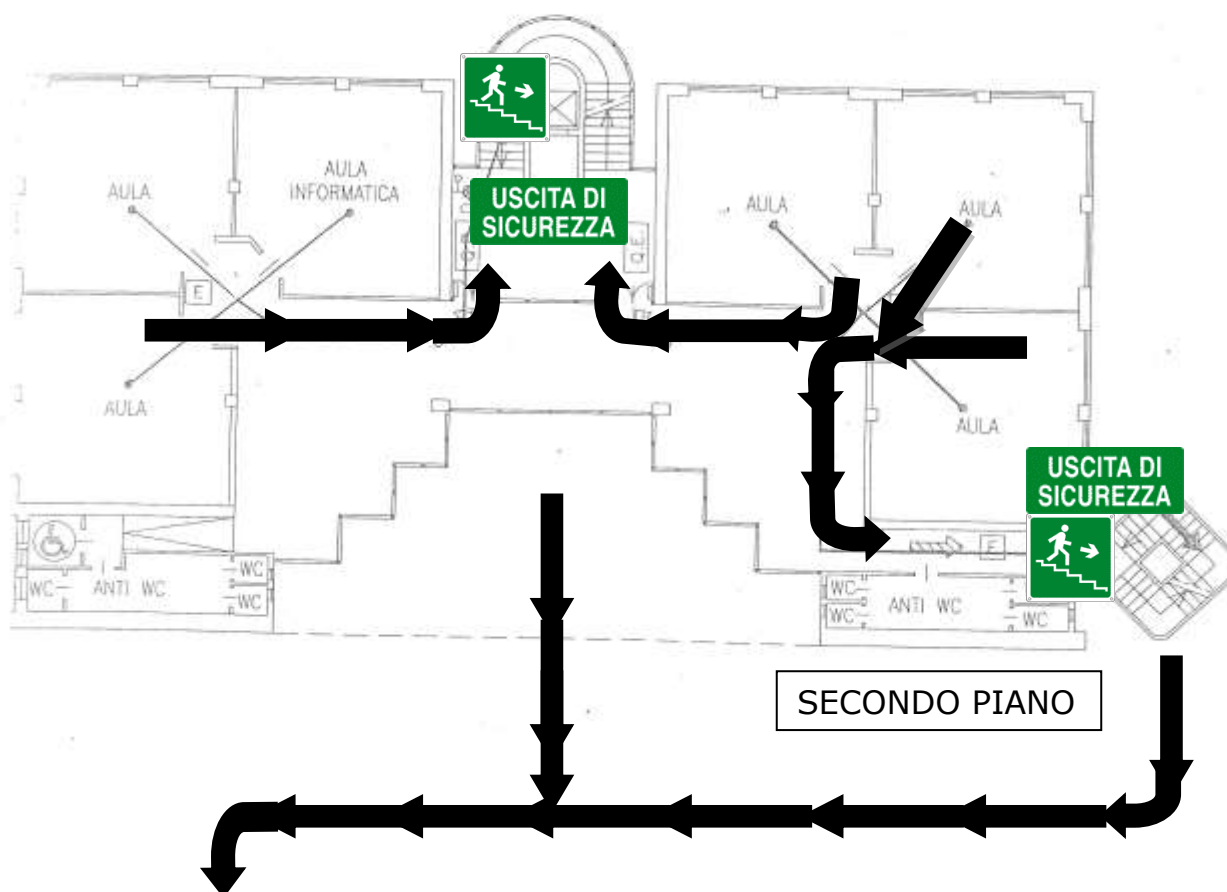 USCITA DI
SICUREZZA
AULA
AULA
INFORMATICA
AULA
AULA
E
AULA
AULA
USCITA DI
SICUREZZA
E
WC
ANTI WC
WC
WC
WC
WC
ANTI WC
WC
SECONDO PIANO